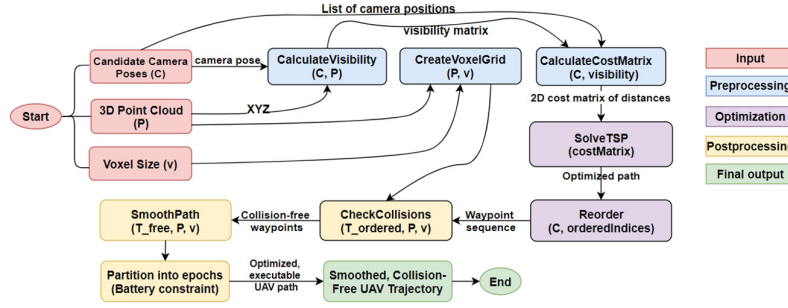 List of camera positions
visibility matrix
Candidate Camera
Poses (C)
camera pose
CalculateVisibility
(C, P)
CreateVoxelGrid
(P, v)
CalculateCostMatrix
(C, visibility)
Input
Preprocessing
Optimization
Postprocessing
Final output
Start
3D Point Cloud
(P)
XYZ
2D cost matrix of distances
Voxel Size (v)
SolveTSP
(costMatrix)
Optimized path
SmoothPath
(T_free, P, v)
Collision-free
waypoints
CheckCollisions
(T_ordered, P, v)
Waypoint
sequence
Reorder
(C, orderedIndices)
Partition into epochs
(Battery constraint)
Optimized,
executable
UAV path
Smoothed, Collision-
Free UAV Trajectory
End